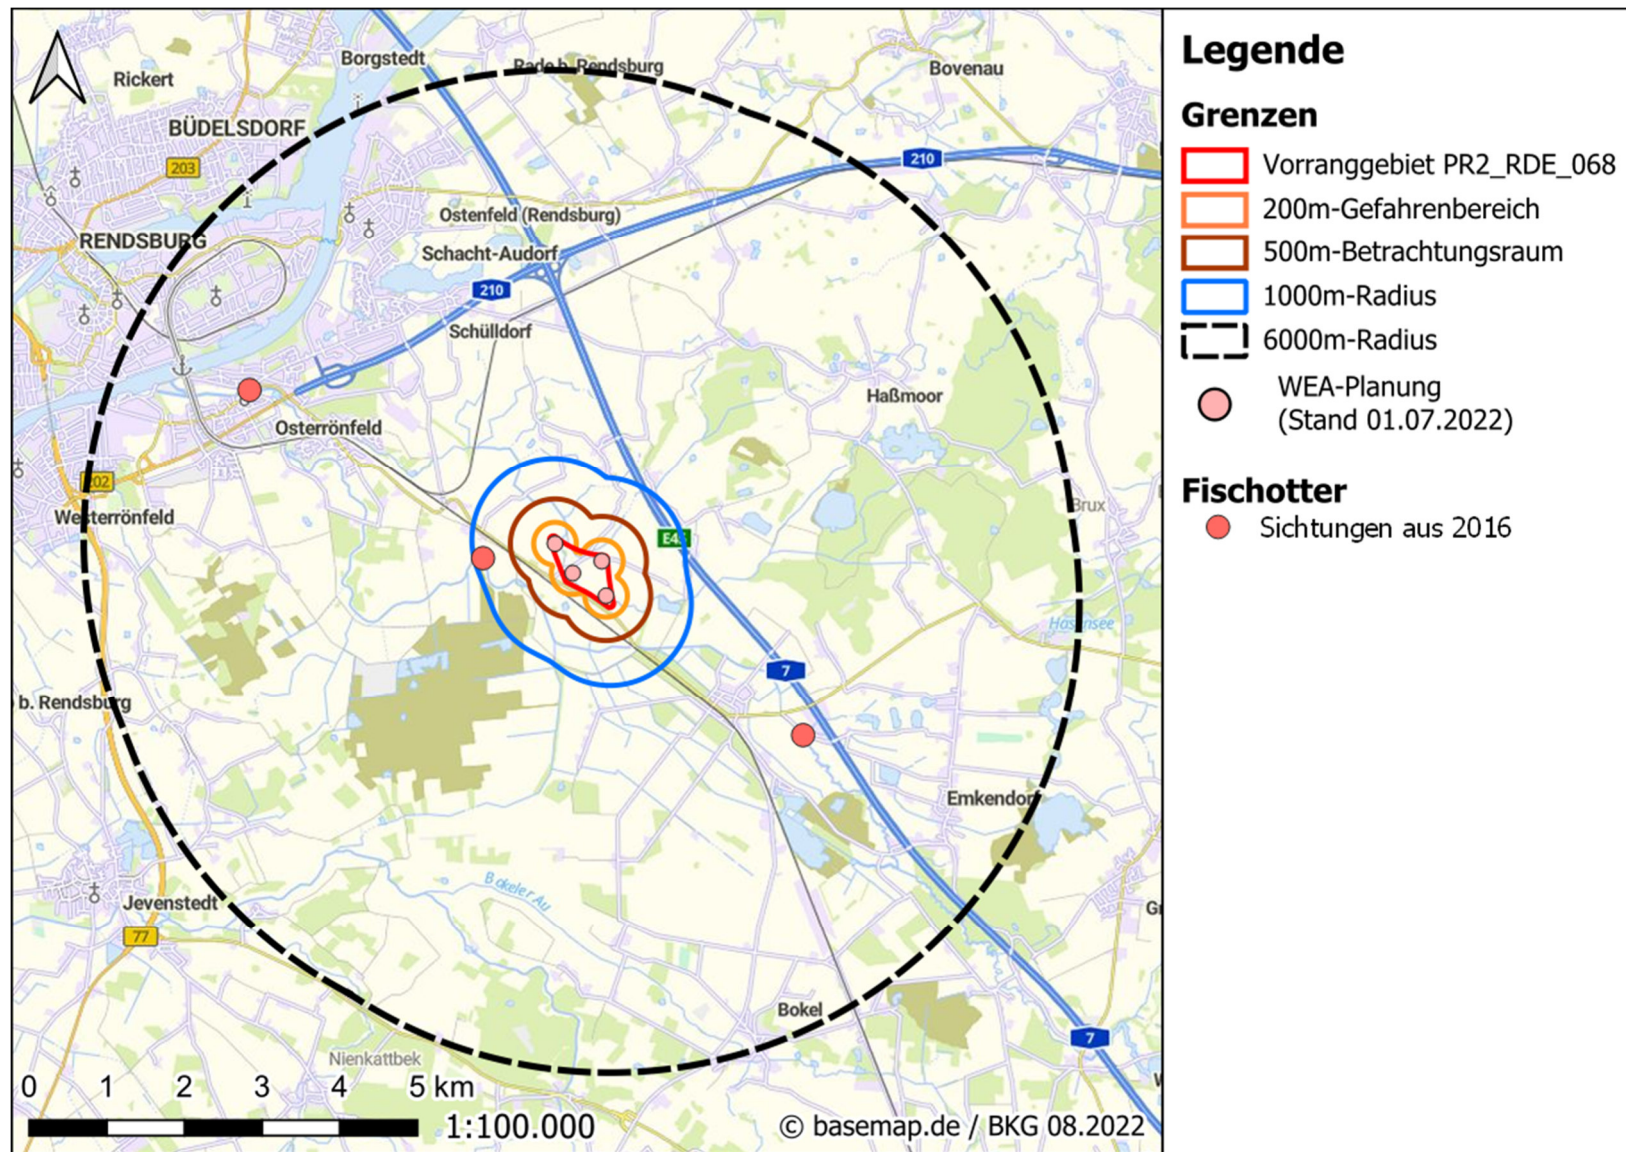 Borgstedt
Rade b. Rendsburg
Bovenau
Rickert
BÜDELSDORF
203
210
Ostenfeld (Rendsburg)
RENDSBURG
Schacht-Audorf
210
Schülldorf
Haßmoor
Osterrönfeld
202
Westerrönfeld
Brux
E45
Hasensee
7
b. Rendsburg
Emkendorf
Bokeler Au
Jevenstedt
77
Bokel
7
Nienkattbek
0 1 2 3 4 5 km
1:100.000
© basemap.de / BKG 08.2022
Legende
Grenzen
Vorranggebiet PR2_RDE_068
200m-Gefahrenbereich
500m-Betrachtungsraum
1000m-Radius
6000m-Radius
WEA-Planung
(Stand 01.07.2022)
Fischotter
Sichtungen aus 2016